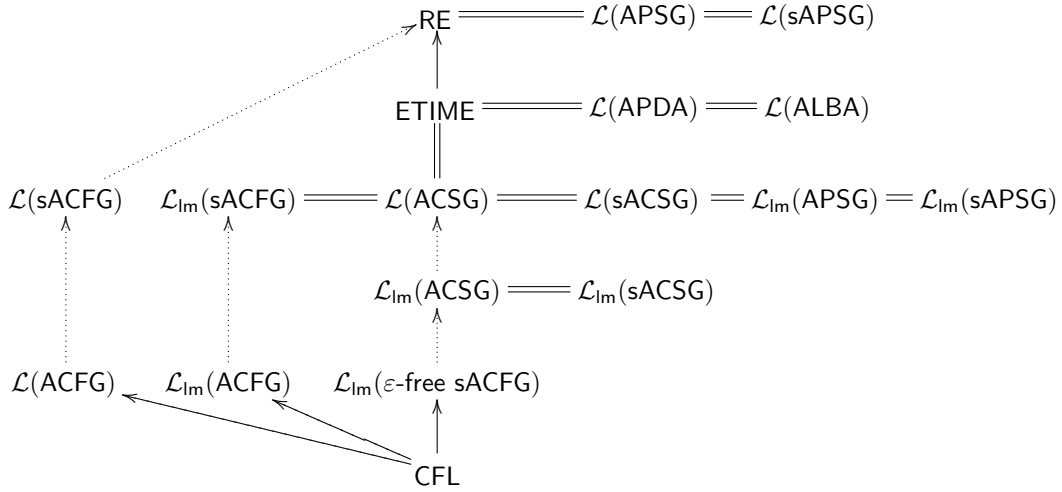 RE ℒ(APSG) ℒ(sAPSG)
ETIME ℒ(APDA) ℒ(ALBA)
ℒ(sACFG) ℒlm(sACFG) ℒ(ACSG) ℒ(sACSG) ℒlm(APSG) ℒlm(sAPSG)
ℒlm(ACSG) ℒlm(sACSG)
ℒ(ACFG) ℒlm(ACFG) ℒlm(ε-free sACFG)
CFL